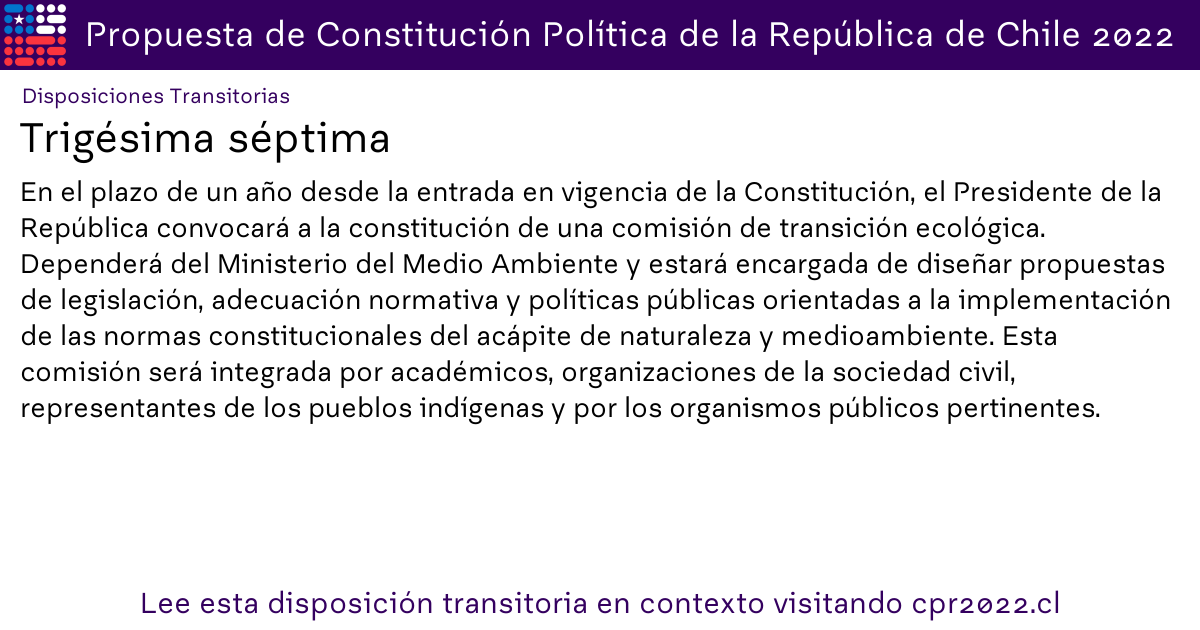 Propuesta de Constitución Política de la República de Chile 2022
Disposiciones Transitorias
Trigésima séptima
En el plazo de un año desde la entrada en vigencia de la Constitución, el Presidente de la
República convocará a la constitución de una comisión de transición ecológica.
Dependerá del Ministerio del Medio Ambiente y estará encargada de diseñar propuestas
de legislación, adecuación normativa y políticas públicas orientadas a la implementación
de las normas constitucionales del acápite de naturaleza y medioambiente. Esta
comisión será integrada por académicos, organizaciones de la sociedad civil,
representantes de los pueblos indígenas y por los organismos públicos pertinentes.
Lee esta disposición transitoria en contexto visitando cpr2022.cl